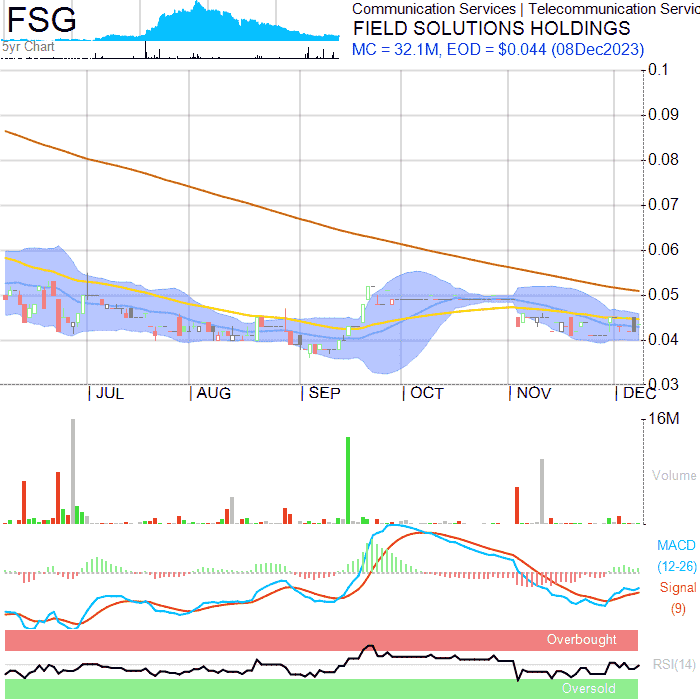 FSG
5yr Chart
Communication Services | Telecommunication Servic
FIELD SOLUTIONS HOLDINGS
MC = 32.1M, EOD = $0.044 (08Dec2023)
0.1
0.09
0.08
0.07
0.06
0.05
0.04
0.03
JUL
AUG
SEP
OCT
NOV
DEC
16M
Volume
MACD
(12-26)
Signal
(9)
Overbought
RSI(14)
Oversold